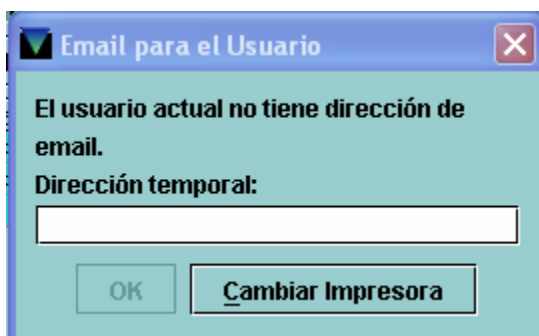 Email para el Usuario
El usuario actual no tiene dirección de
email.
Dirección temporal:
OK
Cambiar Impresora